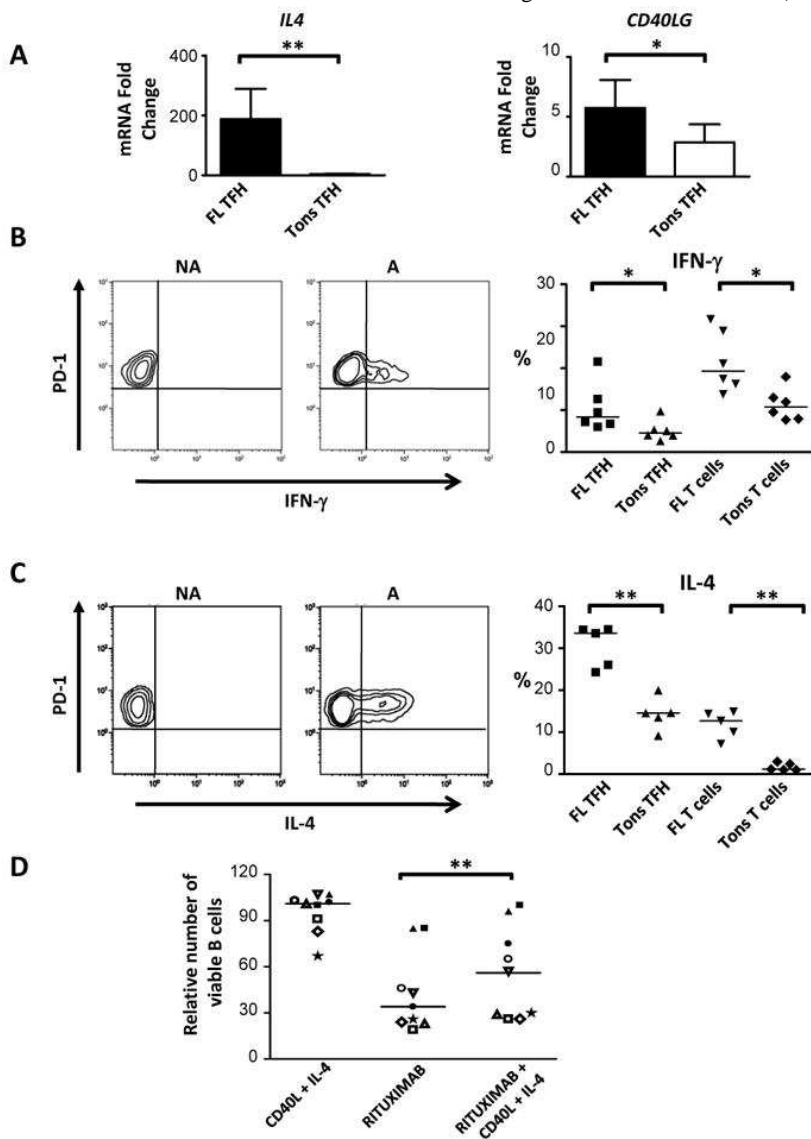 A
IL4
**
mRNA Fold
Change
400
200
0
FL TFH
Tons TFH
CD40LG
*
mRNA Fold
Change
10
5
0
FL TFH
Tons TFH
B
NA
A
PD-1
IFN-γ
IFN-γ
*
*
%
30
20
10
0
FL TFH
Tons TFH
FL T cells
Tons T cells
C
NA
A
PD-1
IL-4
IL-4
**
**
%
40
30
20
10
0
FL TFH
Tons TFH
FL T cells
Tons T cells
D
**
Relative number of
viable B cells
120
90
60
30
0
CD40L + IL-4
RITUXIMAB
RITUXIMAB +
CD40L + IL-4